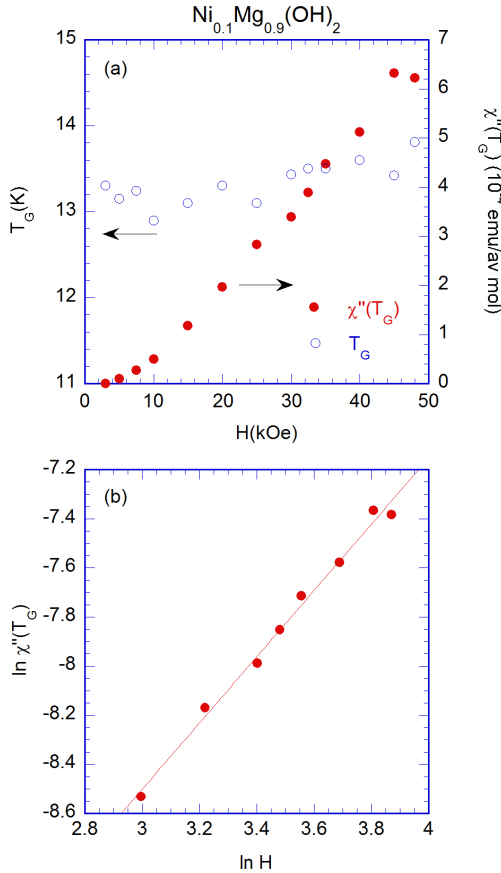 Ni0.1Mg0.9(OH)2
(a)
15
14
13
12
11
TG(K)
7
6
5
4
3
2
1
0
χ''(TG) (10-4 emu/av mol)
χ''(TG)
TG
0 10 20 30 40 50
H(kOe)
(b)
-7.2
-7.4
-7.6
-7.8
-8
-8.2
-8.4
-8.6
ln χ''(TG)
2.8 3 3.2 3.4 3.6 3.8 4
ln H